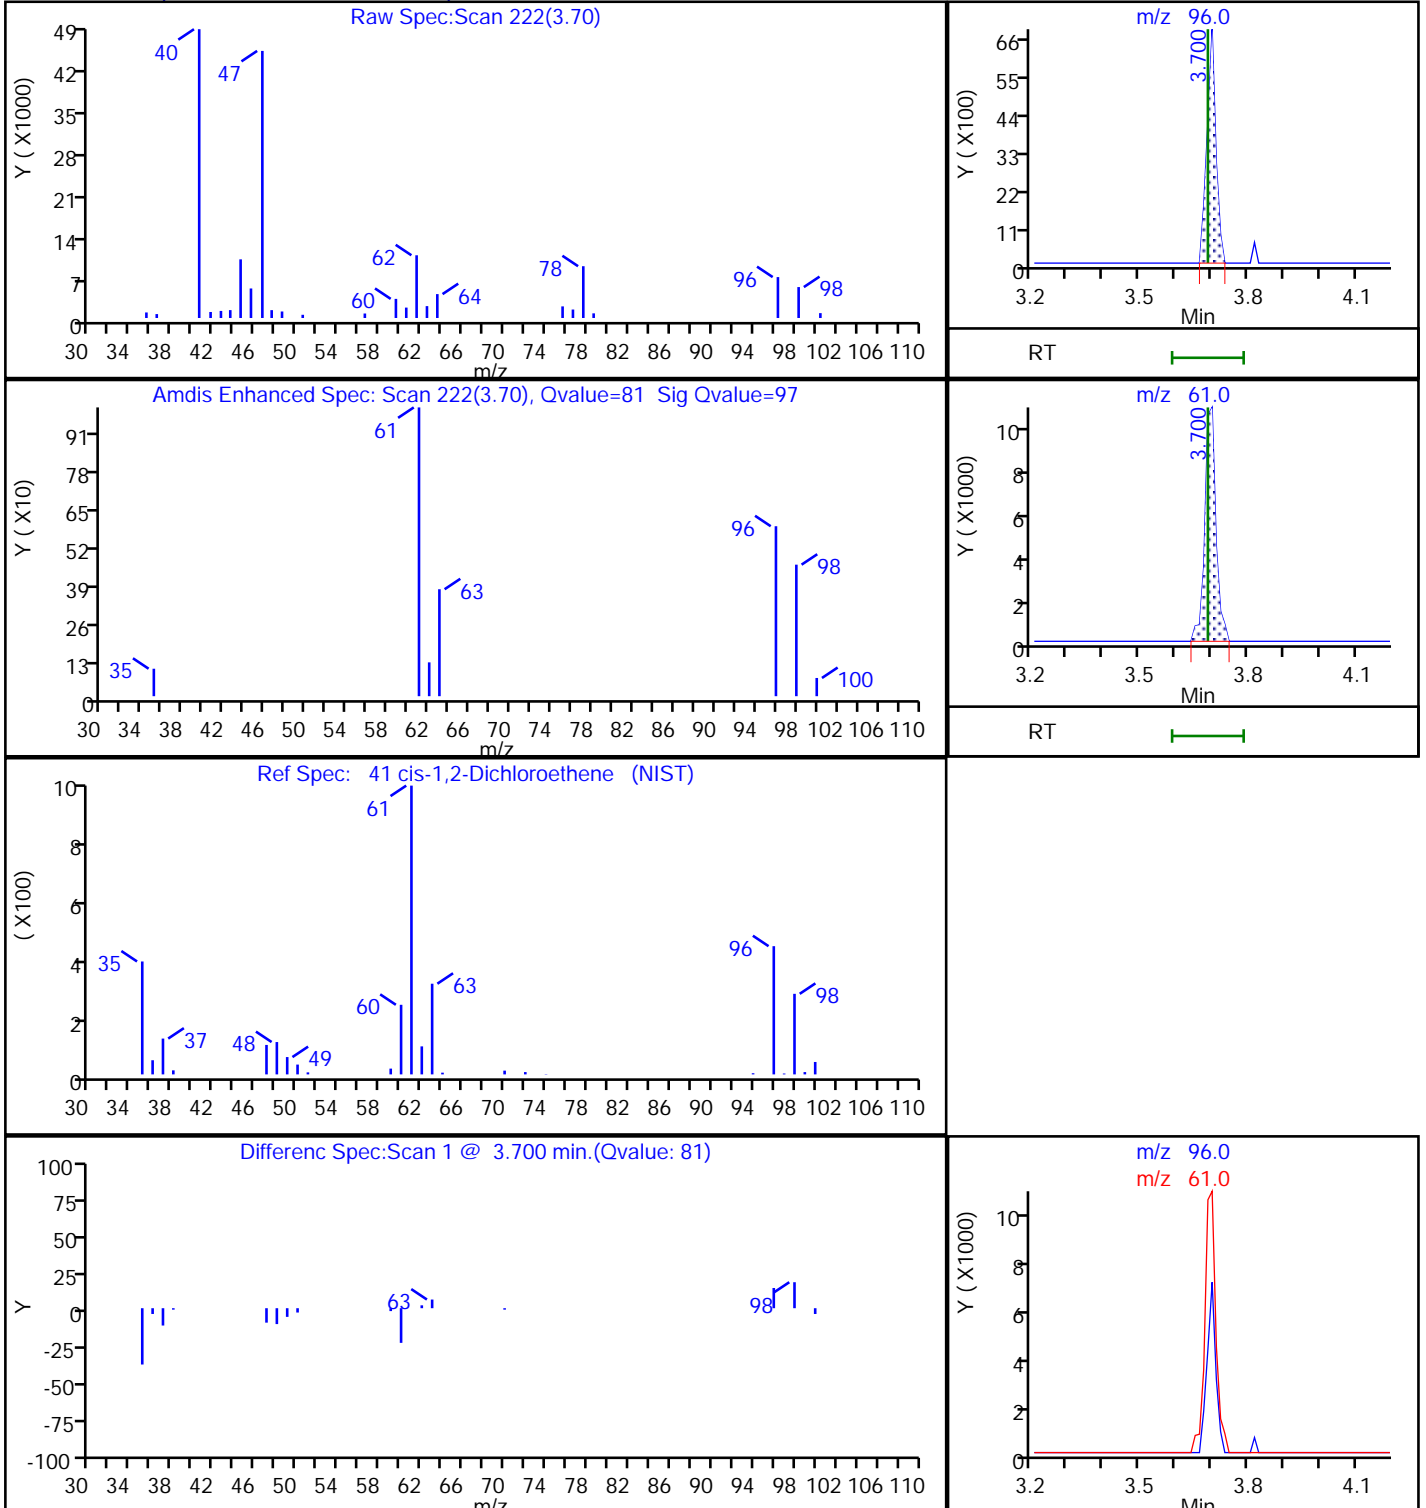 Raw Spec:Scan 222(3.70)
Y ( X1000)
49
42
35
28
21
14
7
0
40
47
62
60
64
78
96
98
30 34 38 42 46 50 54 58 62 66 70 74 78 82 86 90 94 98 102 106 110
m/z
m/z 96.0
Y ( X100)
66
55
44
33
22
11
0
3.700
3.2 3.5 3.8 4.1
Min
RT
Amdis Enhanced Spec: Scan 222(3.70), Qvalue=81 Sig Qvalue=97
Y ( X10)
91
78
65
52
39
26
13
0
35
61
63
96
98
100
30 34 38 42 46 50 54 58 62 66 70 74 78 82 86 90 94 98 102 106 110
m/z
m/z 61.0
Y ( X1000)
10
8
6
4
2
0
3.700
3.2 3.5 3.8 4.1
Min
RT
Ref Spec: 41 cis-1,2-Dichloroethene (NIST)
( X100)
10
8
6
4
2
0
35
37
48
49
60
61
63
96
98
30 34 38 42 46 50 54 58 62 66 70 74 78 82 86 90 94 98 102 106 110
Differenc Spec:Scan 1 @ 3.700 min.(Qvalue: 81)
Y
100
75
50
25
0
-25
-50
-75
-100
63
98
30 34 38 42 46 50 54 58 62 66 70 74 78 82 86 90 94 98 102 106 110
m/z
m/z 96.0
m/z 61.0
Y ( X1000)
10
8
6
4
2
0
3.2 3.5 3.8 4.1
Min